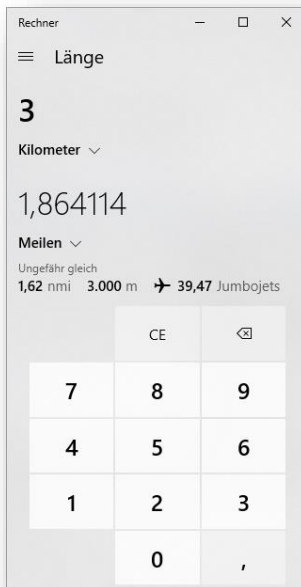 Rechner
Länge
3
Kilometer
1,864114
Meilen
Ungefähr gleich
1,62 nmi 3.000 m 39,47 Jumbojets
CE
7 8 9
4 5 6
1 2 3
0 ,